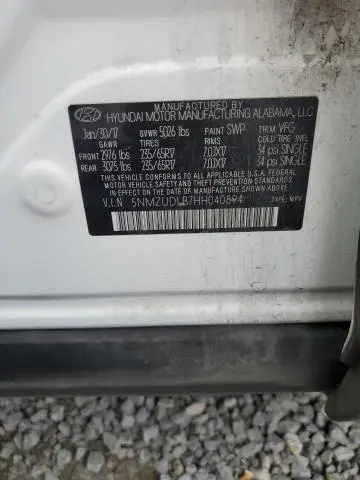 MANUFACTURED BY
HYUNDAI MOTOR MANUFACTURING ALABAMA, LLC
Jan/30/17 GVWR 5026 lbs PAINT SWP TRIM VFG
GAWR TIRES RIMS COLD TIRE INFL.
FRONT 2976 lbs 235/65R17 7.0JX17 34 psi SINGLE
REAR 3075 lbs 235/65R17 7.0JX17 34 psi SINGLE
THIS VEHICLE CONFORMS TO ALL APPLICABLE U.S.A. FEDERAL
MOTOR VEHICLE SAFETY, BUMPER, AND THEFT PREVENTION STANDARDS
IN EFFECT ON THE DATE OF MANUFACTURE SHOWN ABOVE.
V.I.N 5NMZUDLB7HH040894 TYPE: MPV